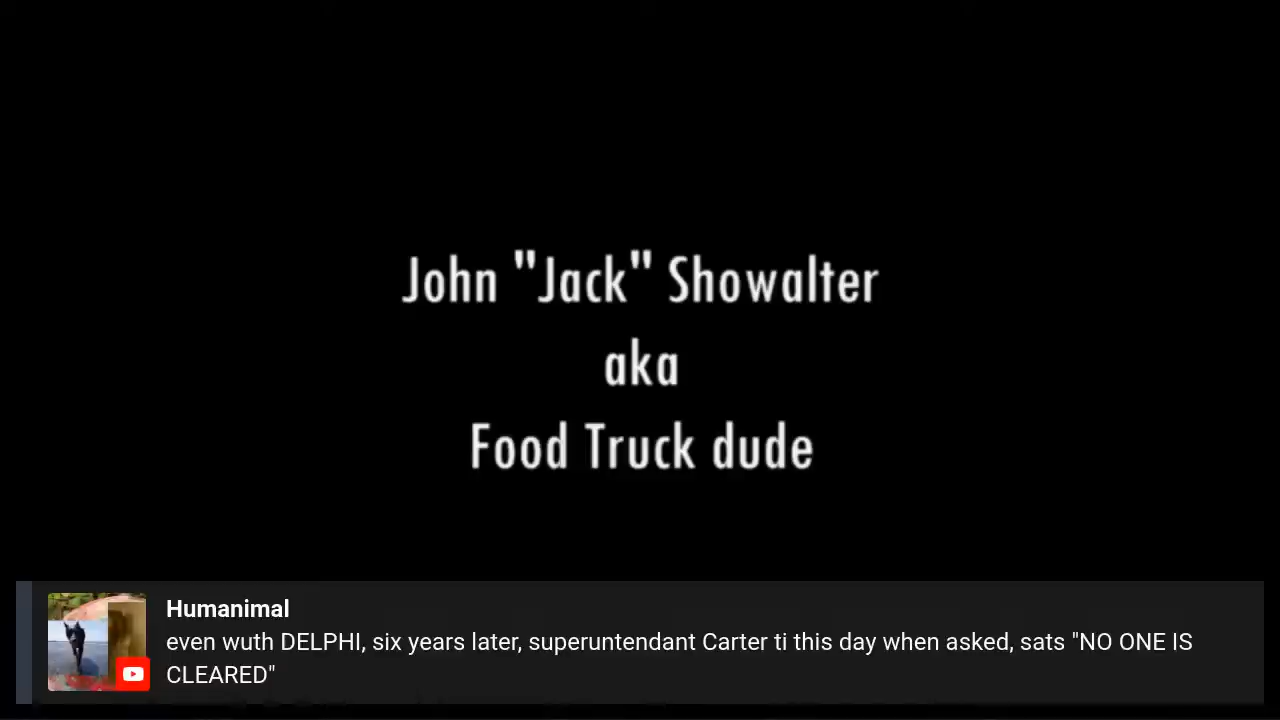 John "Jack" Showalter
aka
Food Truck dude
Humanimal
even wuth DELPHI, six years later, superuntendant Carter ti this day when asked, sats "NO ONE IS
CLEARED"